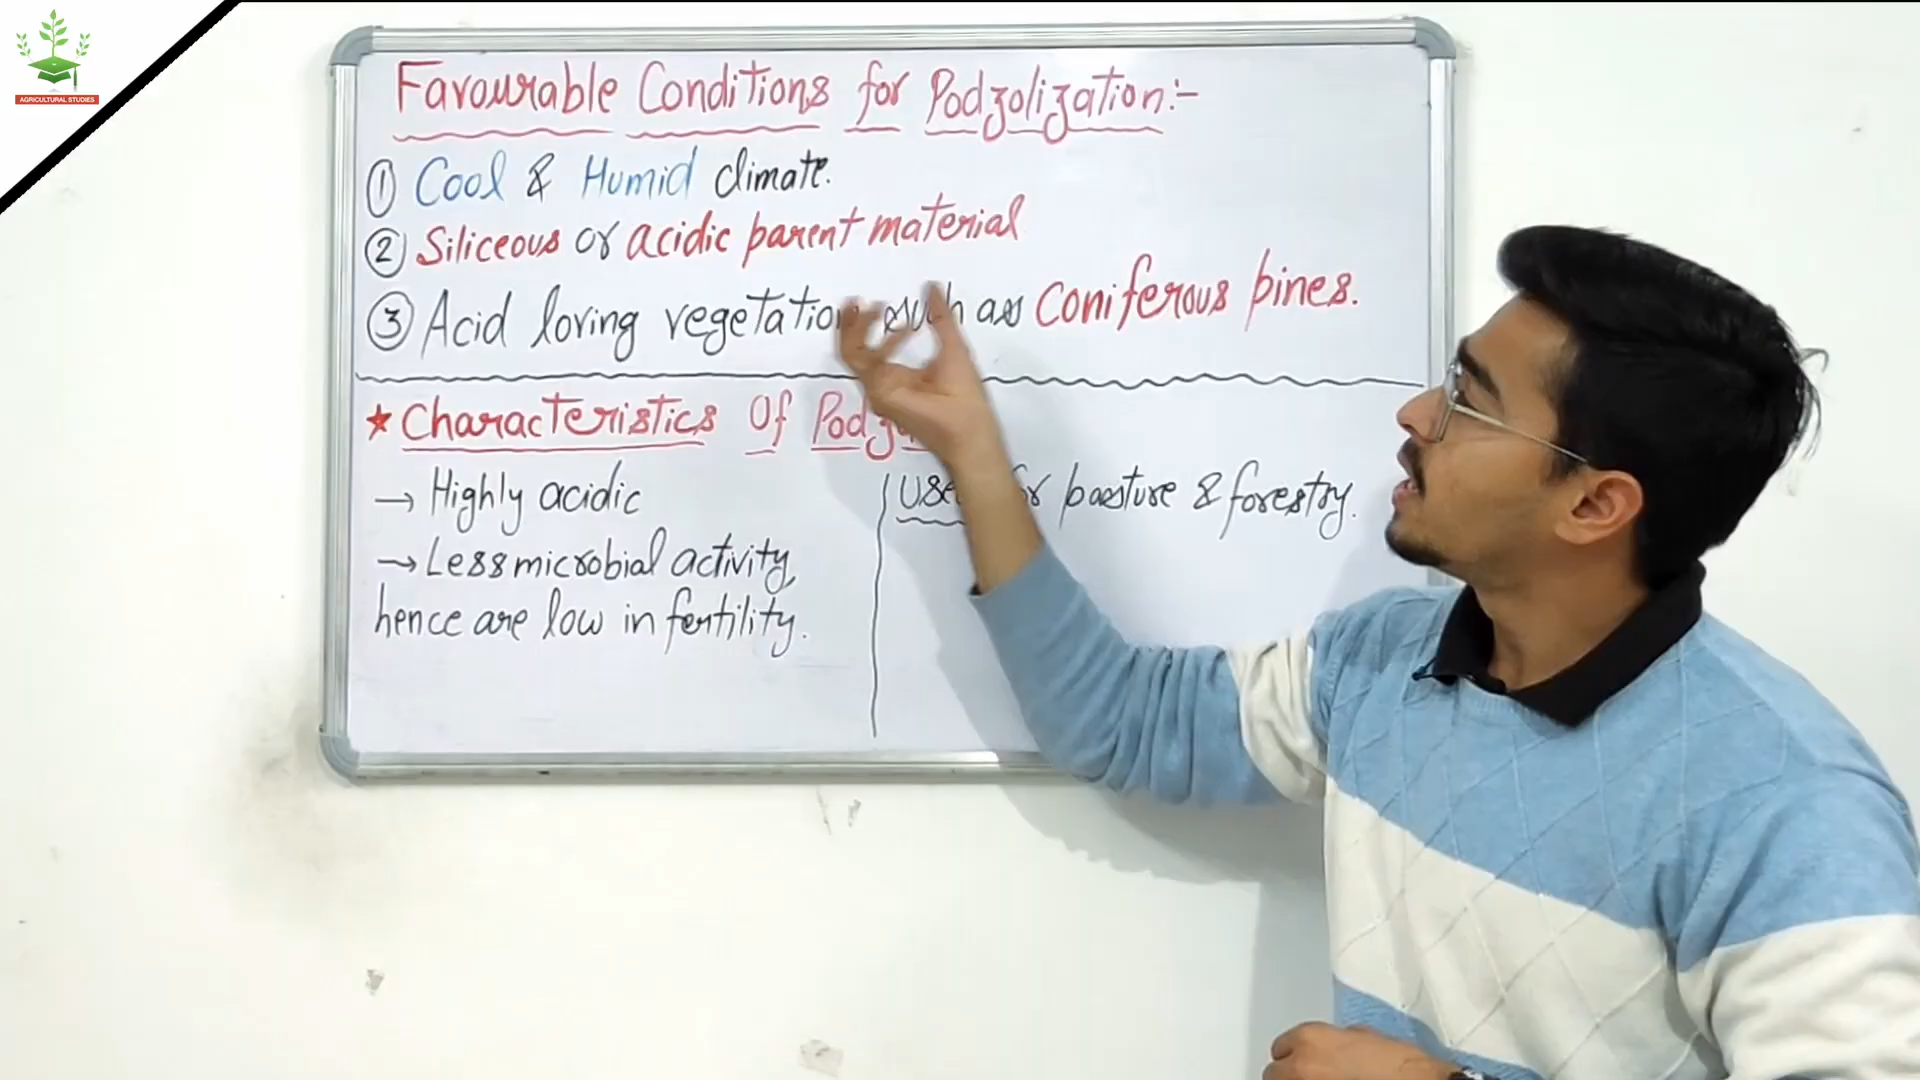 AGRICULTURAL STUDIES
Favourable Conditions for Podzolization:-
① Cool & Humid climate.
② Siliceous or acidic parent material
③ Acid loving vegetation such as Coniferous pines.
★ Characteristics Of
→ Highly acidic
→ Less microbial activity,
hence are low in fertility.
pasture & forestry.